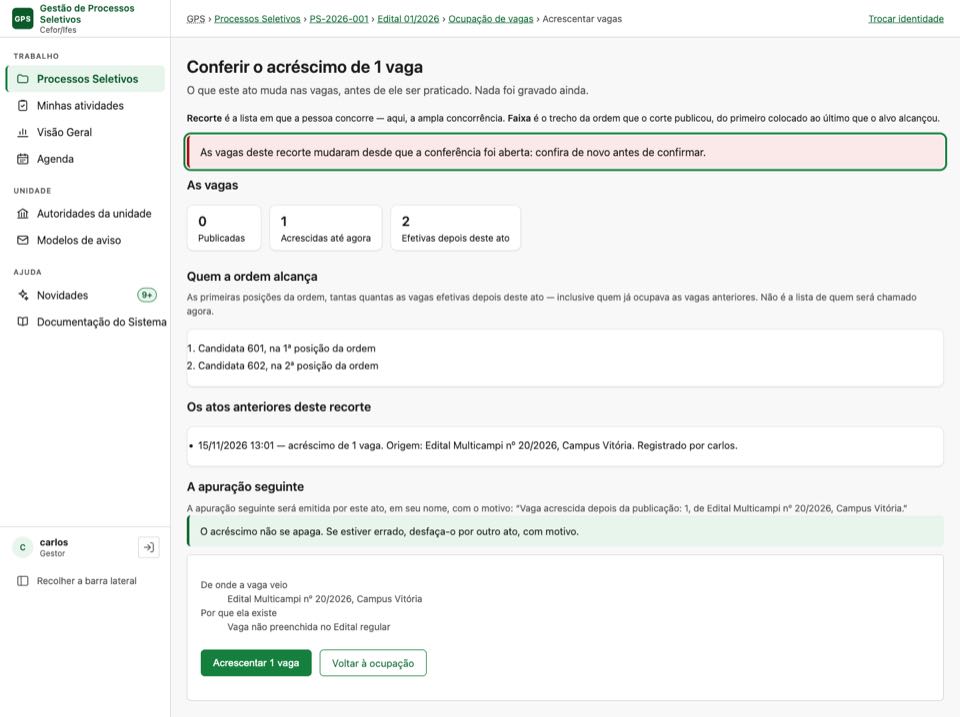 GPS
Gestão de Processos
Seletivos
Cefor/Ifes
GPS › Processos Seletivos › PS-2026-001 › Edital 01/2026 › Ocupação de vagas › Acrescentar vagas
Trocar identidade
TRABALHO
Processos Seletivos
Minhas atividades
Visão Geral
Agenda
UNIDADE
Autoridades da unidade
Modelos de aviso
AJUDA
Novidades 9+
Documentação do Sistema
C
carlos
Gestor
Recolher a barra lateral
Conferir o acréscimo de 1 vaga
O que este ato muda nas vagas, antes de ele ser praticado. Nada foi gravado ainda.
Recorte é a lista em que a pessoa concorre — aqui, a ampla concorrência. Faixa é o trecho da ordem que o corte publicou, do primeiro colocado ao último que o alvo alcançou.
As vagas deste recorte mudaram desde que a conferência foi aberta: confira de novo antes de confirmar.
As vagas
0
Publicadas
1
Acrescidas até agora
2
Efetivas depois deste ato
Quem a ordem alcança
As primeiras posições da ordem, tantas quantas as vagas efetivas depois deste ato — inclusive quem já ocupava as vagas anteriores. Não é a lista de quem será chamado
agora.
1. Candidata 601, na 1ª posição da ordem
2. Candidata 602, na 2ª posição da ordem
Os atos anteriores deste recorte
• 15/11/2026 13:01 — acréscimo de 1 vaga. Origem: Edital Multicampi nº 20/2026, Campus Vitória. Registrado por carlos.
A apuração seguinte
A apuração seguinte será emitida por este ato, em seu nome, com o motivo: "Vaga acrescida depois da publicação: 1, de Edital Multicampi nº 20/2026, Campus Vitória."
O acréscimo não se apaga. Se estiver errado, desfaça-o por outro ato, com motivo.
De onde a vaga veio
Edital Multicampi nº 20/2026, Campus Vitória
Por que ela existe
Vaga não preenchida no Edital regular
Acrescentar 1 vaga
Voltar à ocupação